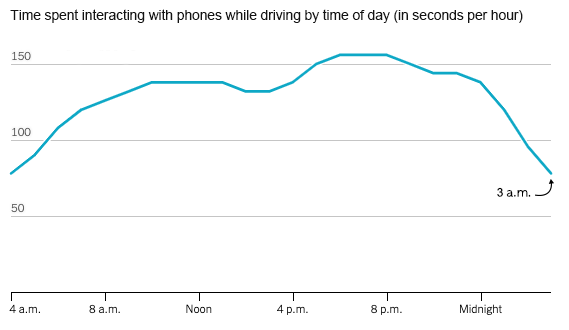 Time spent interacting with phones while driving by time of day (in seconds per hour)
150
100
3 a.m.
50
4 a.m. 8 a.m. Noon 4 p.m. 8 p.m. Midnight